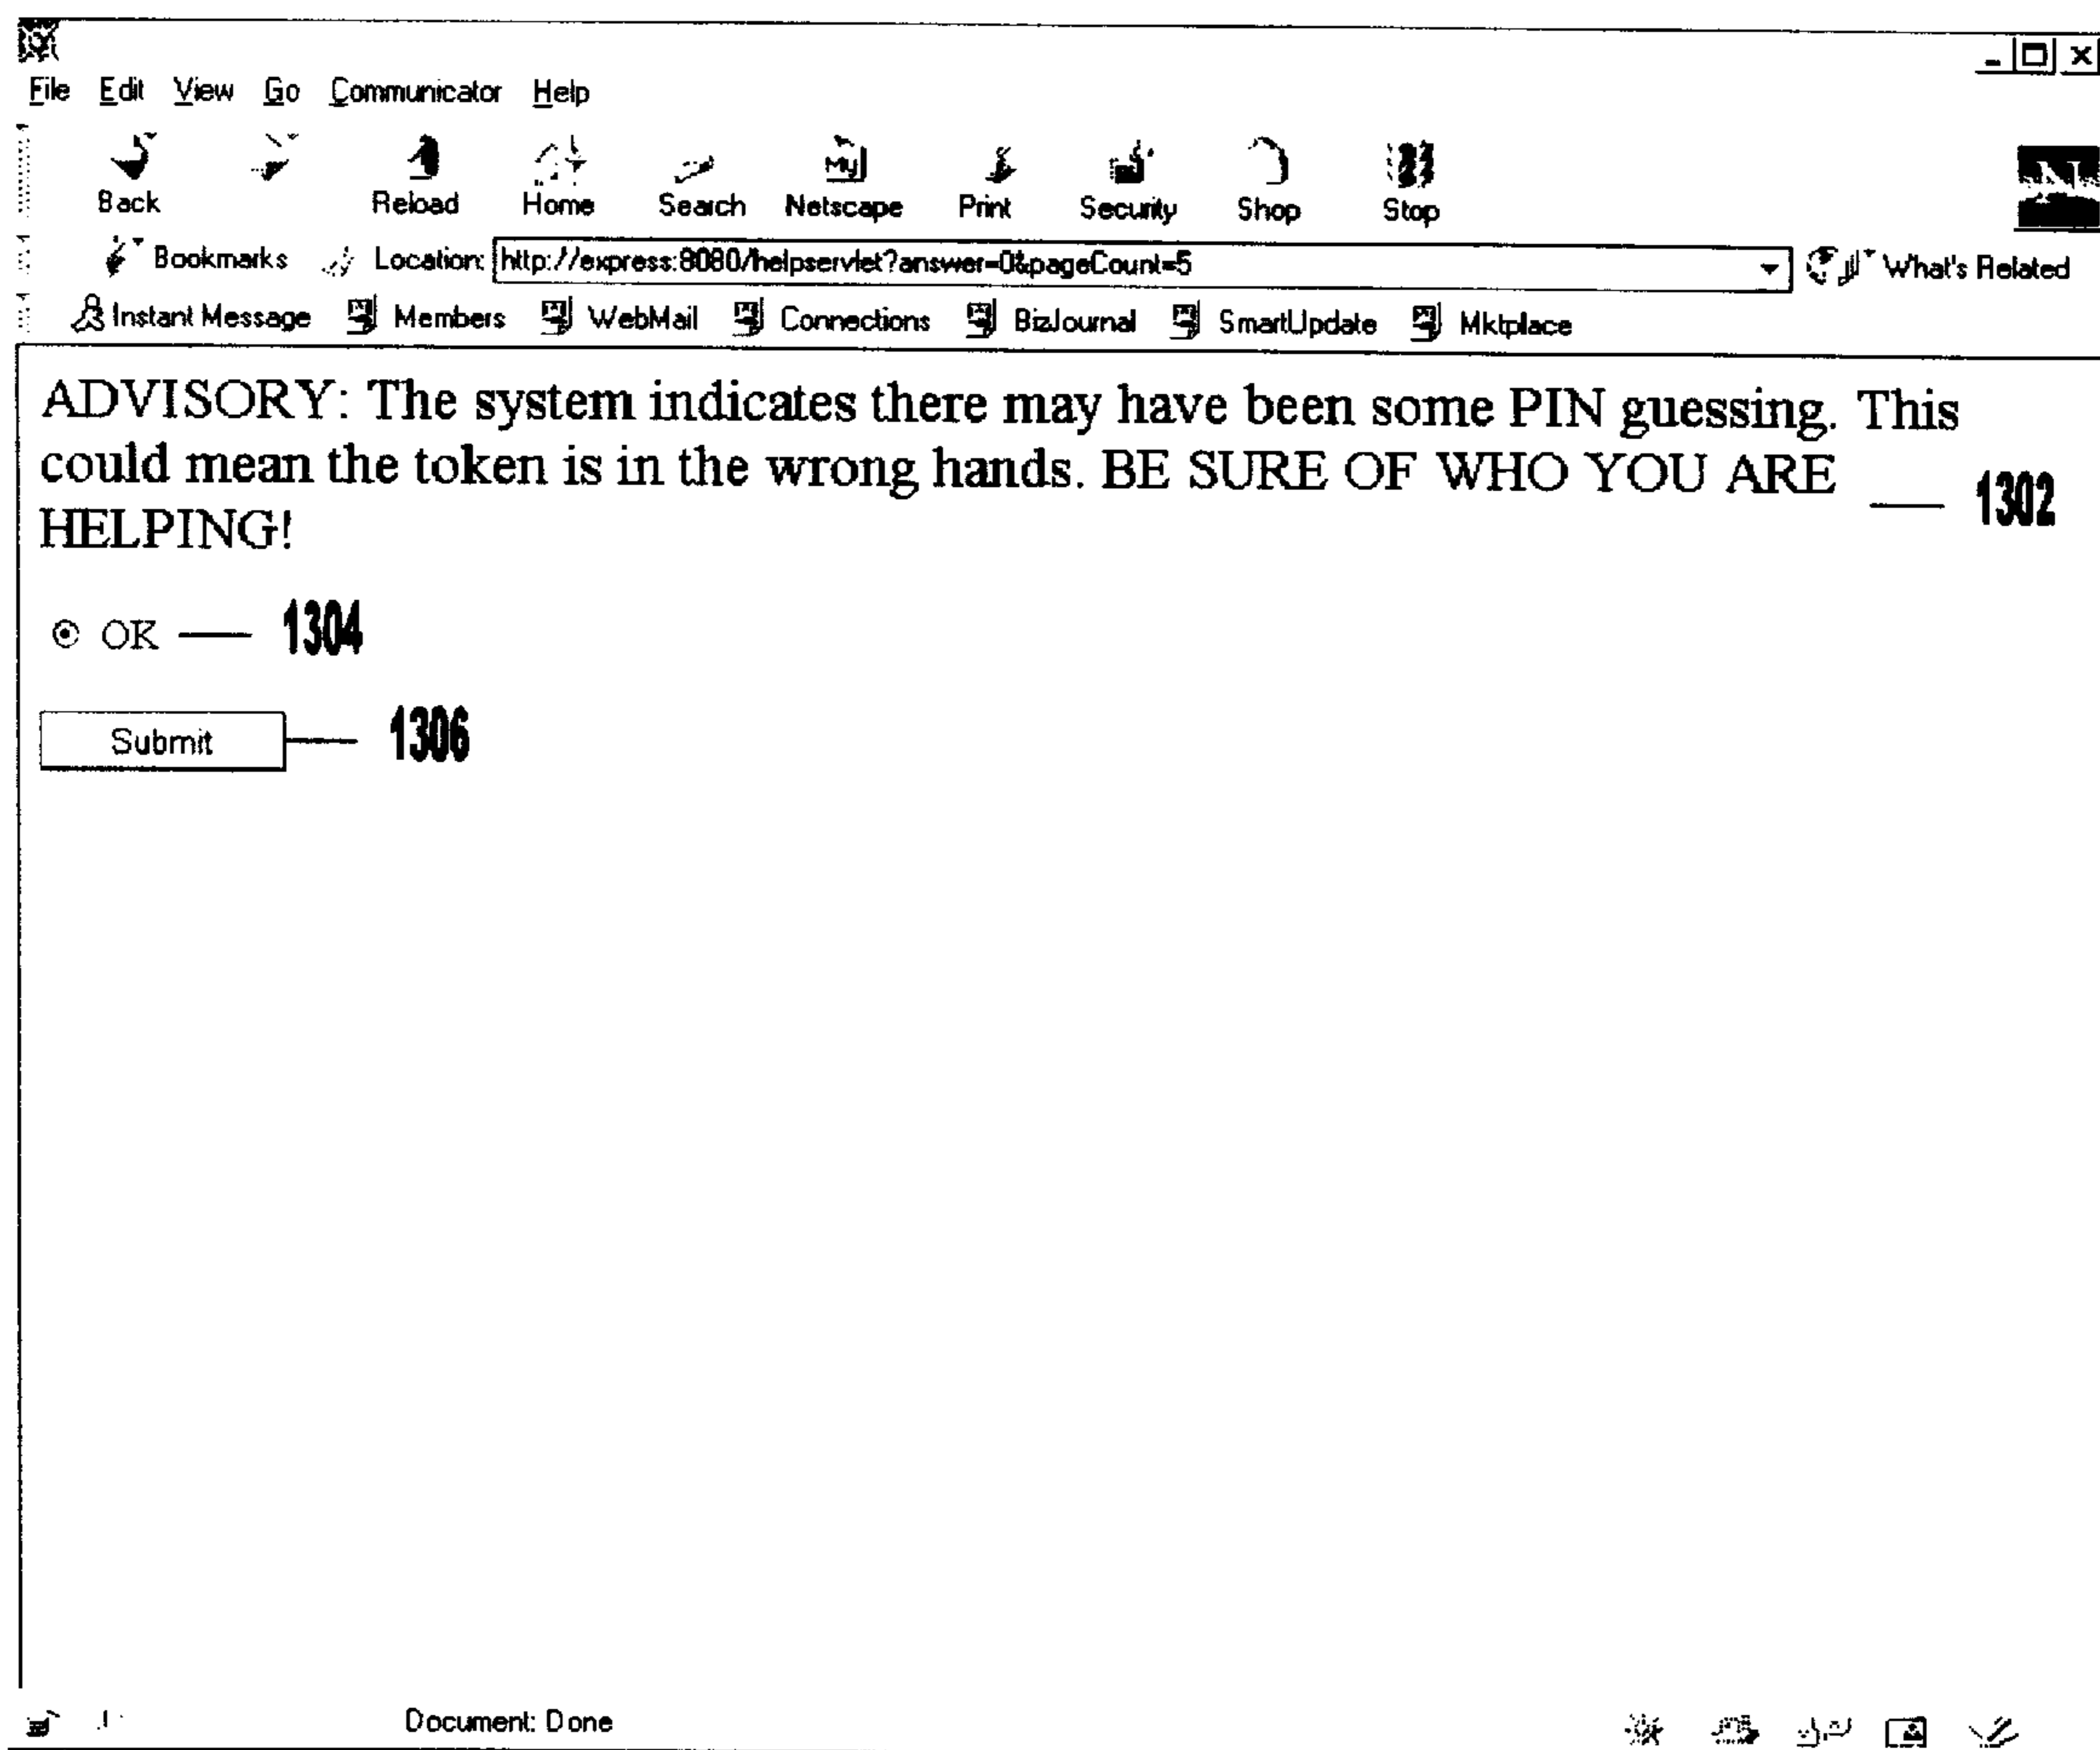 File Edit View Go Communicator Help
Back Reload Home Search Netscape Print Security Shop Stop
My
Bookmarks Location: http://express:8080/helpservlet?answer=0&pageCount=5 What's Related
Instant Message Members WebMail Connections BizJournal SmartUpdate Mktplace
ADVISORY: The system indicates there may have been some PIN guessing. This
could mean the token is in the wrong hands. BE SURE OF WHO YOU ARE
HELPING!
1302
OK 1304
Submit 1306
Document: Done